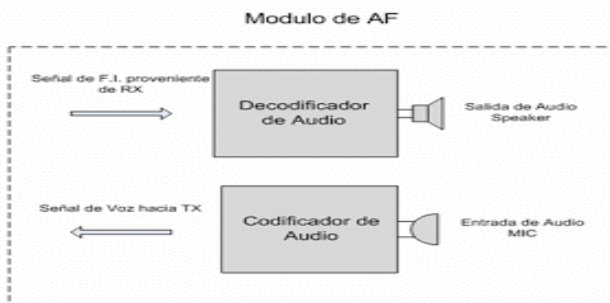 Modulo de AF
Señal de F.I. proveniente
de RX
Decodificador
de Audio
Salida de Audio
Speaker
Señal de Voz hacia TX
Codificador de
Audio
Entrada de Audio
MIC